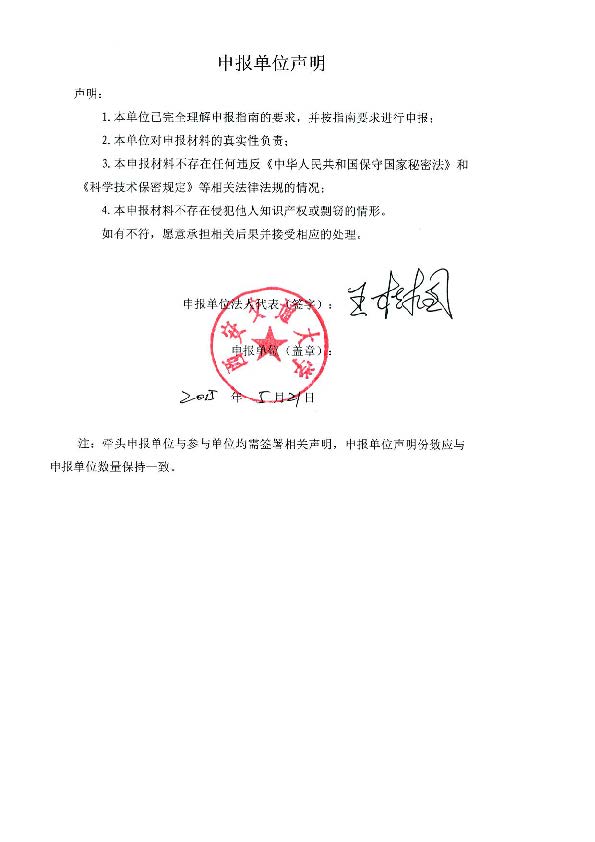 申报单位声明
声明：
1. 本单位已完全理解申报指南的要求，并按指南要求进行申报；
2. 本单位对申报材料的真实性负责；
3. 本申报材料不存在任何违反《中华人民共和国保守国家秘密法》和
《科学技术保密规定》等相关法律法规的情况；
4. 本申报材料不存在侵犯他人知识产权或剽窃的情形。
如有不符，愿意承担相关后果并接受相应的处理。
申报单位法人代表（签字）：
西安交通大学
申报单位（盖章）：
2015 年 5 月 21 日
注：牵头申报单位与参与单位均需签署相关声明，申报单位声明份数应与
申报单位数量保持一致。